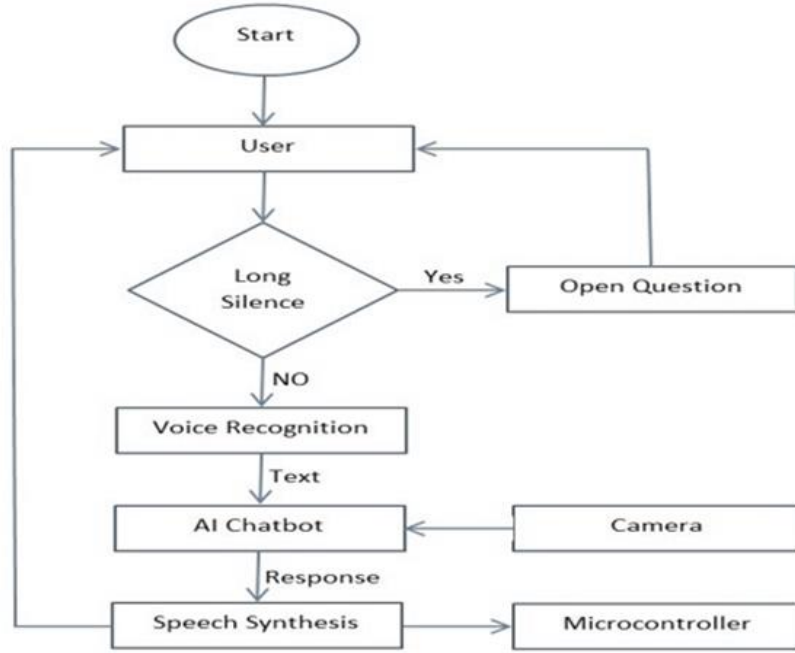 Start
User
Long
Silence
Yes
Open Question
NO
Voice Recognition
Text
AI Chatbot
Camera
Response
Speech Synthesis
Microcontroller